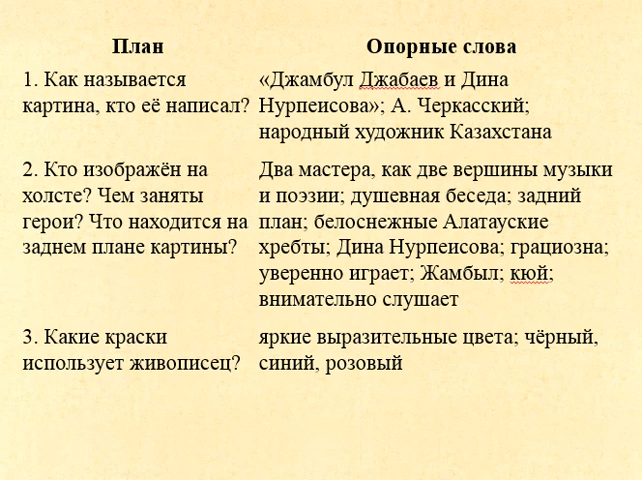 План
Опорные слова
1. Как называется
картина, кто её написал?
«Джамбул Джабаев и Дина
Нурпеисова»; А. Черкасский;
народный художник Казахстана
2. Кто изображён на
холсте? Чем заняты
герои? Что находится на
заднем плане картины?
Два мастера, как две вершины музыки
и поэзии; душевная беседа; задний
план; белоснежные Алатауские
хребты; Дина Нурпеисова; грациозна;
уверенно играет; Жамбыл; кюй;
внимательно слушает
3. Какие краски
использует живописец?
яркие выразительные цвета; чёрный,
синий, розовый